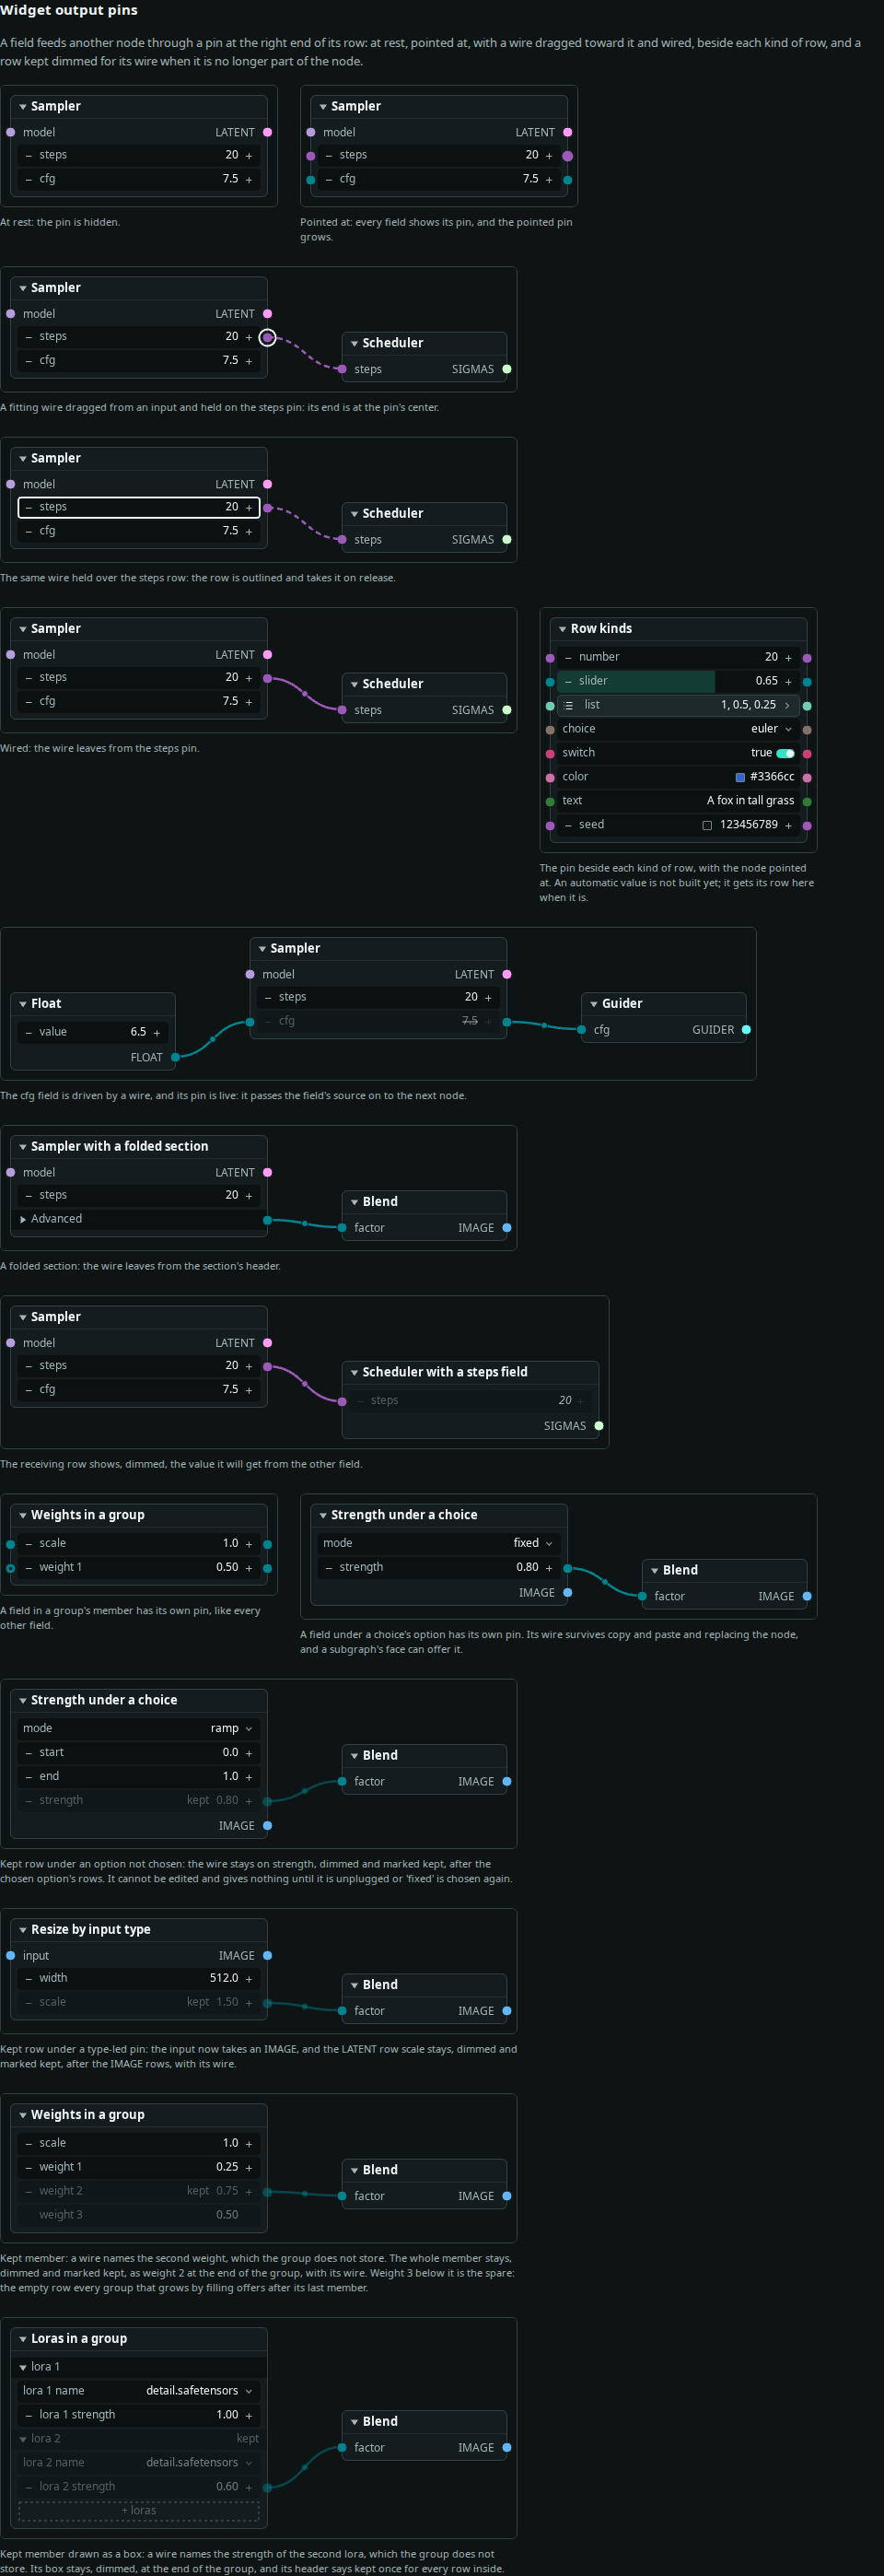 Widget output pins
A field feeds another node through a pin at the right end of its row: at rest, pointed at, with a wire dragged toward it and wired, beside each kind of row, and a
row kept dimmed for its wire when it is no longer part of the node.
Sampler
model LATENT
− steps 20 +
− cfg 7.5 +
At rest: the pin is hidden.
Sampler
model LATENT
− steps 20 +
− cfg 7.5 +
Pointed at: every field shows its pin, and the pointed pin
grows.
Sampler
model LATENT
− steps 20 +
− cfg 7.5 +
Scheduler
steps SIGMAS
A fitting wire dragged from an input and held on the steps pin: its end is at the pin's center.
Sampler
model LATENT
− steps 20 +
− cfg 7.5 +
Scheduler
steps SIGMAS
The same wire held over the steps row: the row is outlined and takes it on release.
Sampler
model LATENT
− steps 20 +
− cfg 7.5 +
Scheduler
steps SIGMAS
Wired: the wire leaves from the steps pin.
Row kinds
− number 20 +
− slider 0.65 +
list 1, 0.5, 0.25
choice euler
switch true
color #3366cc
text A fox in tall grass
− seed 123456789 +
The pin beside each kind of row, with the node pointed
at. An automatic value is not built yet; it gets its row here
when it is.
Float
− value 6.5 +
FLOAT
Sampler
model LATENT
− steps 20 +
− cfg 7.5 +
Guider
cfg GUIDER
The cfg field is driven by a wire, and its pin is live: it passes the field's source on to the next node.
Sampler with a folded section
model LATENT
− steps 20 +
Advanced
Blend
factor IMAGE
A folded section: the wire leaves from the section's header.
Sampler
model LATENT
− steps 20 +
− cfg 7.5 +
Scheduler with a steps field
− steps 20 +
SIGMAS
The receiving row shows, dimmed, the value it will get from the other field.
Weights in a group
− scale 1.0 +
− weight 1 0.50 +
A field in a group's member has its own pin, like every
other field.
Strength under a choice
mode fixed
− strength 0.80 +
IMAGE
Blend
factor IMAGE
A field under a choice's option has its own pin. Its wire survives copy and paste and replacing the node,
and a subgraph's face can offer it.
Strength under a choice
mode ramp
− start 0.0 +
− end 1.0 +
− strength kept 0.80 +
IMAGE
Blend
factor IMAGE
Kept row under an option not chosen: the wire stays on strength, dimmed and marked kept, after the
chosen option's rows. It cannot be edited and gives nothing until it is unplugged or 'fixed' is chosen again.
Resize by input type
input IMAGE
− width 512.0 +
− scale kept 1.50 +
Blend
factor IMAGE
Kept row under a type-led pin: the input now takes an IMAGE, and the LATENT row scale stays, dimmed and
marked kept, after the IMAGE rows, with its wire.
Weights in a group
− scale 1.0 +
− weight 1 0.25 +
− weight 2 kept 0.75 +
weight 3 0.50
Blend
factor IMAGE
Kept member: a wire names the second weight, which the group does not store. The whole member stays,
dimmed and marked kept, as weight 2 at the end of the group, with its wire. Weight 3 below it is the spare:
the empty row every group that grows by filling offers after its last member.
Loras in a group
lora 1
lora 1 name detail.safetensors
− lora 1 strength 1.00 +
lora 2 kept
lora 2 name detail.safetensors
− lora 2 strength 0.60 +
+ loras
Blend
factor IMAGE
Kept member drawn as a box: a wire names the strength of the second lora, which the group does not
store. Its box stays, dimmed, at the end of the group, and its header says kept once for every row inside.